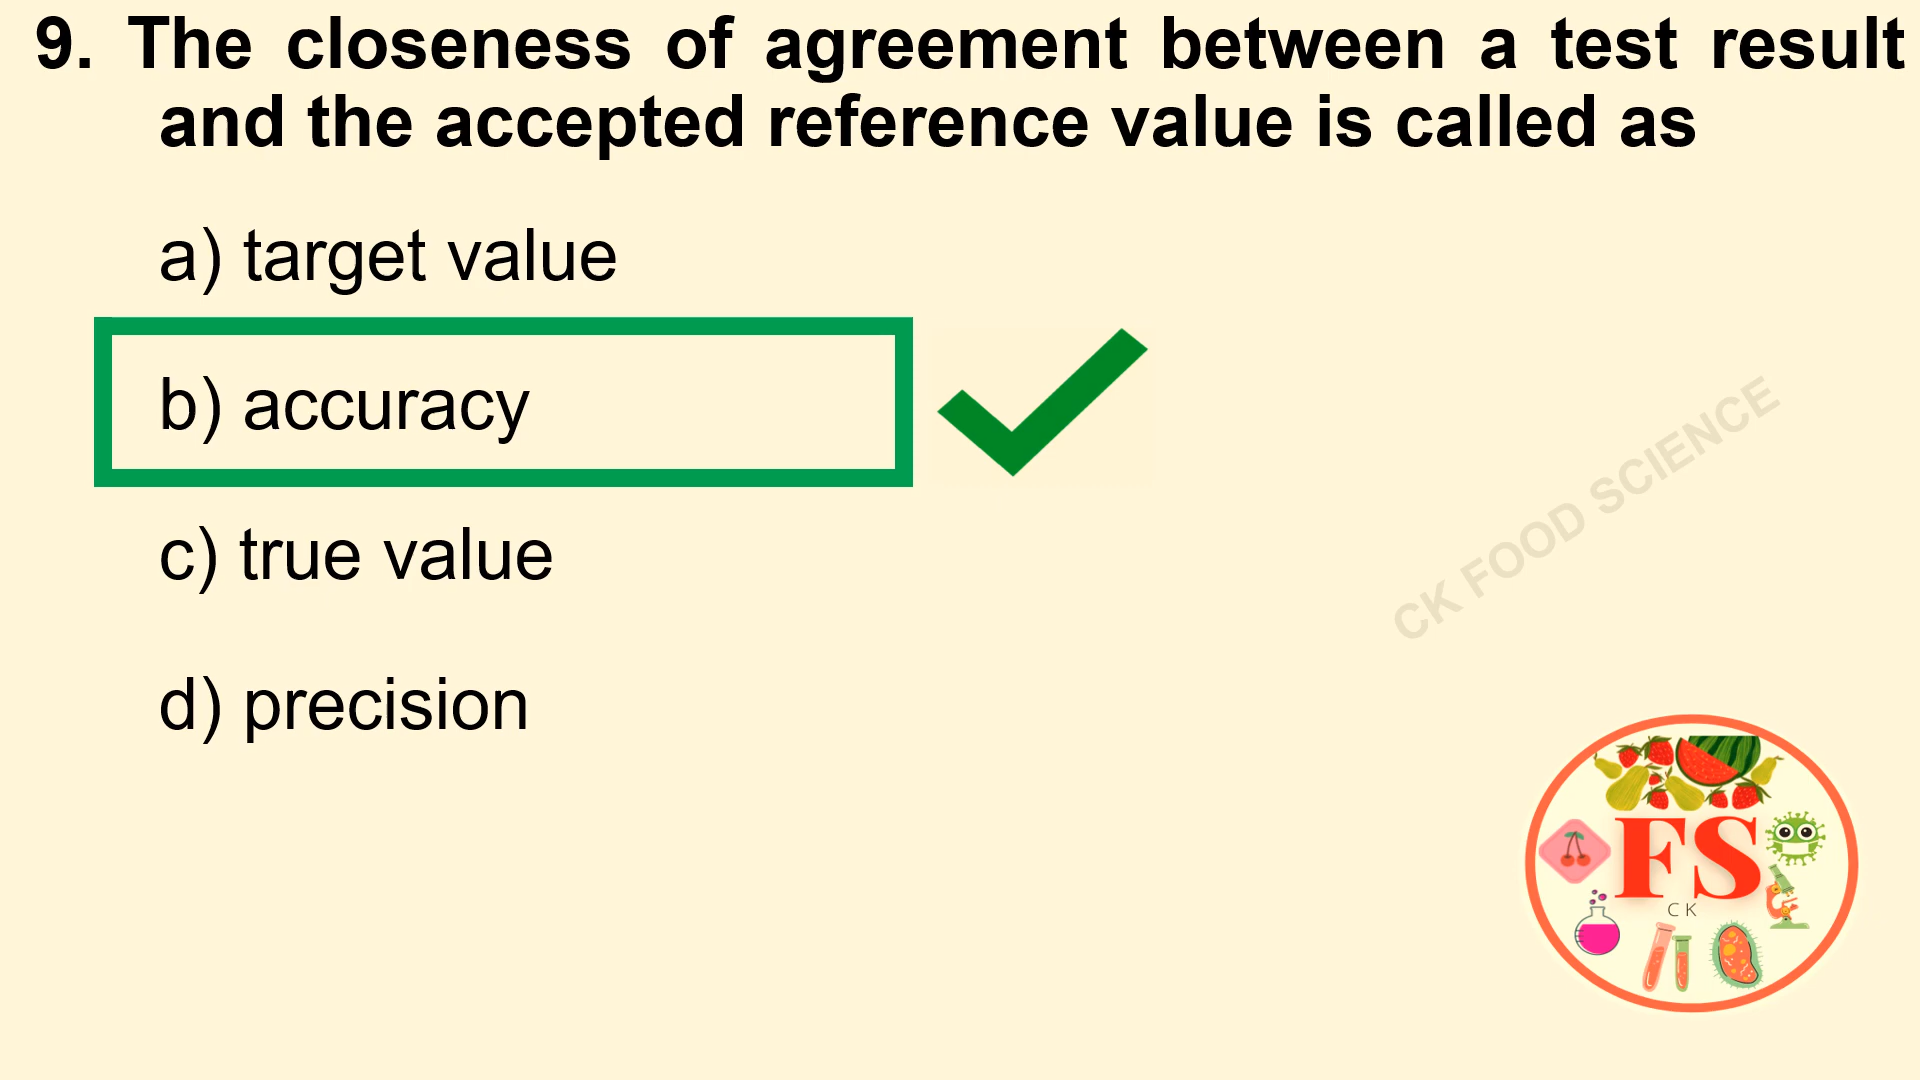 9. The closeness of agreement between a test result
and the accepted reference value is called as
a) target value
b) accuracy
c) true value
d) precision
CK FOOD SCIENCE
FS
CK